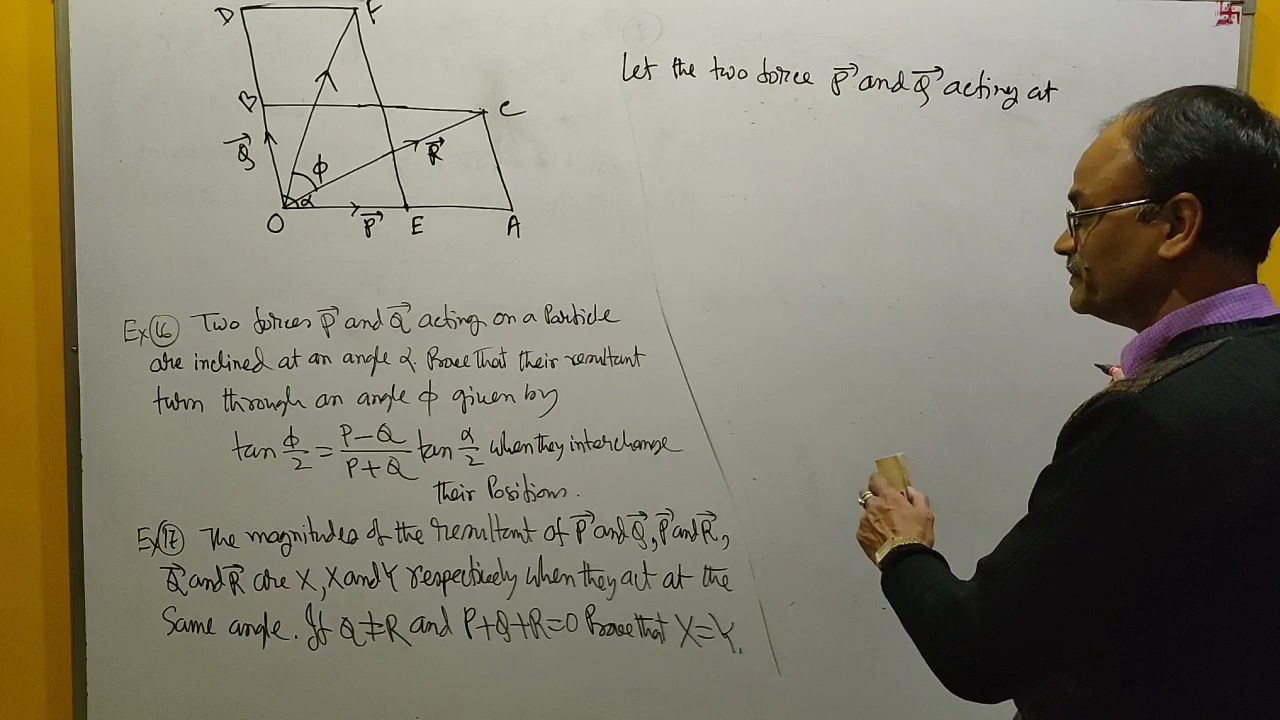 D F
B C
Q⃗ φ R⃗
α
O P⃗ E A
Let the two force P⃗ and Q⃗ acting at
Ex (16) Two forces P⃗ and Q⃗ acting on a Particle
are inclined at an angle α. Prove that their resultant
turn through an angle φ given by
tan φ/2 = P-Q/P+Q tan α/2 when they interchange
their Positions.
Ex (17) The magnitudes of the resultant of P⃗ and Q⃗, P⃗ and R⃗,
Q⃗ and R⃗ are X, X and Y respectively when they act at the
Same angle. If Q≠R and P+Q+R=0 Prove that X=Y.